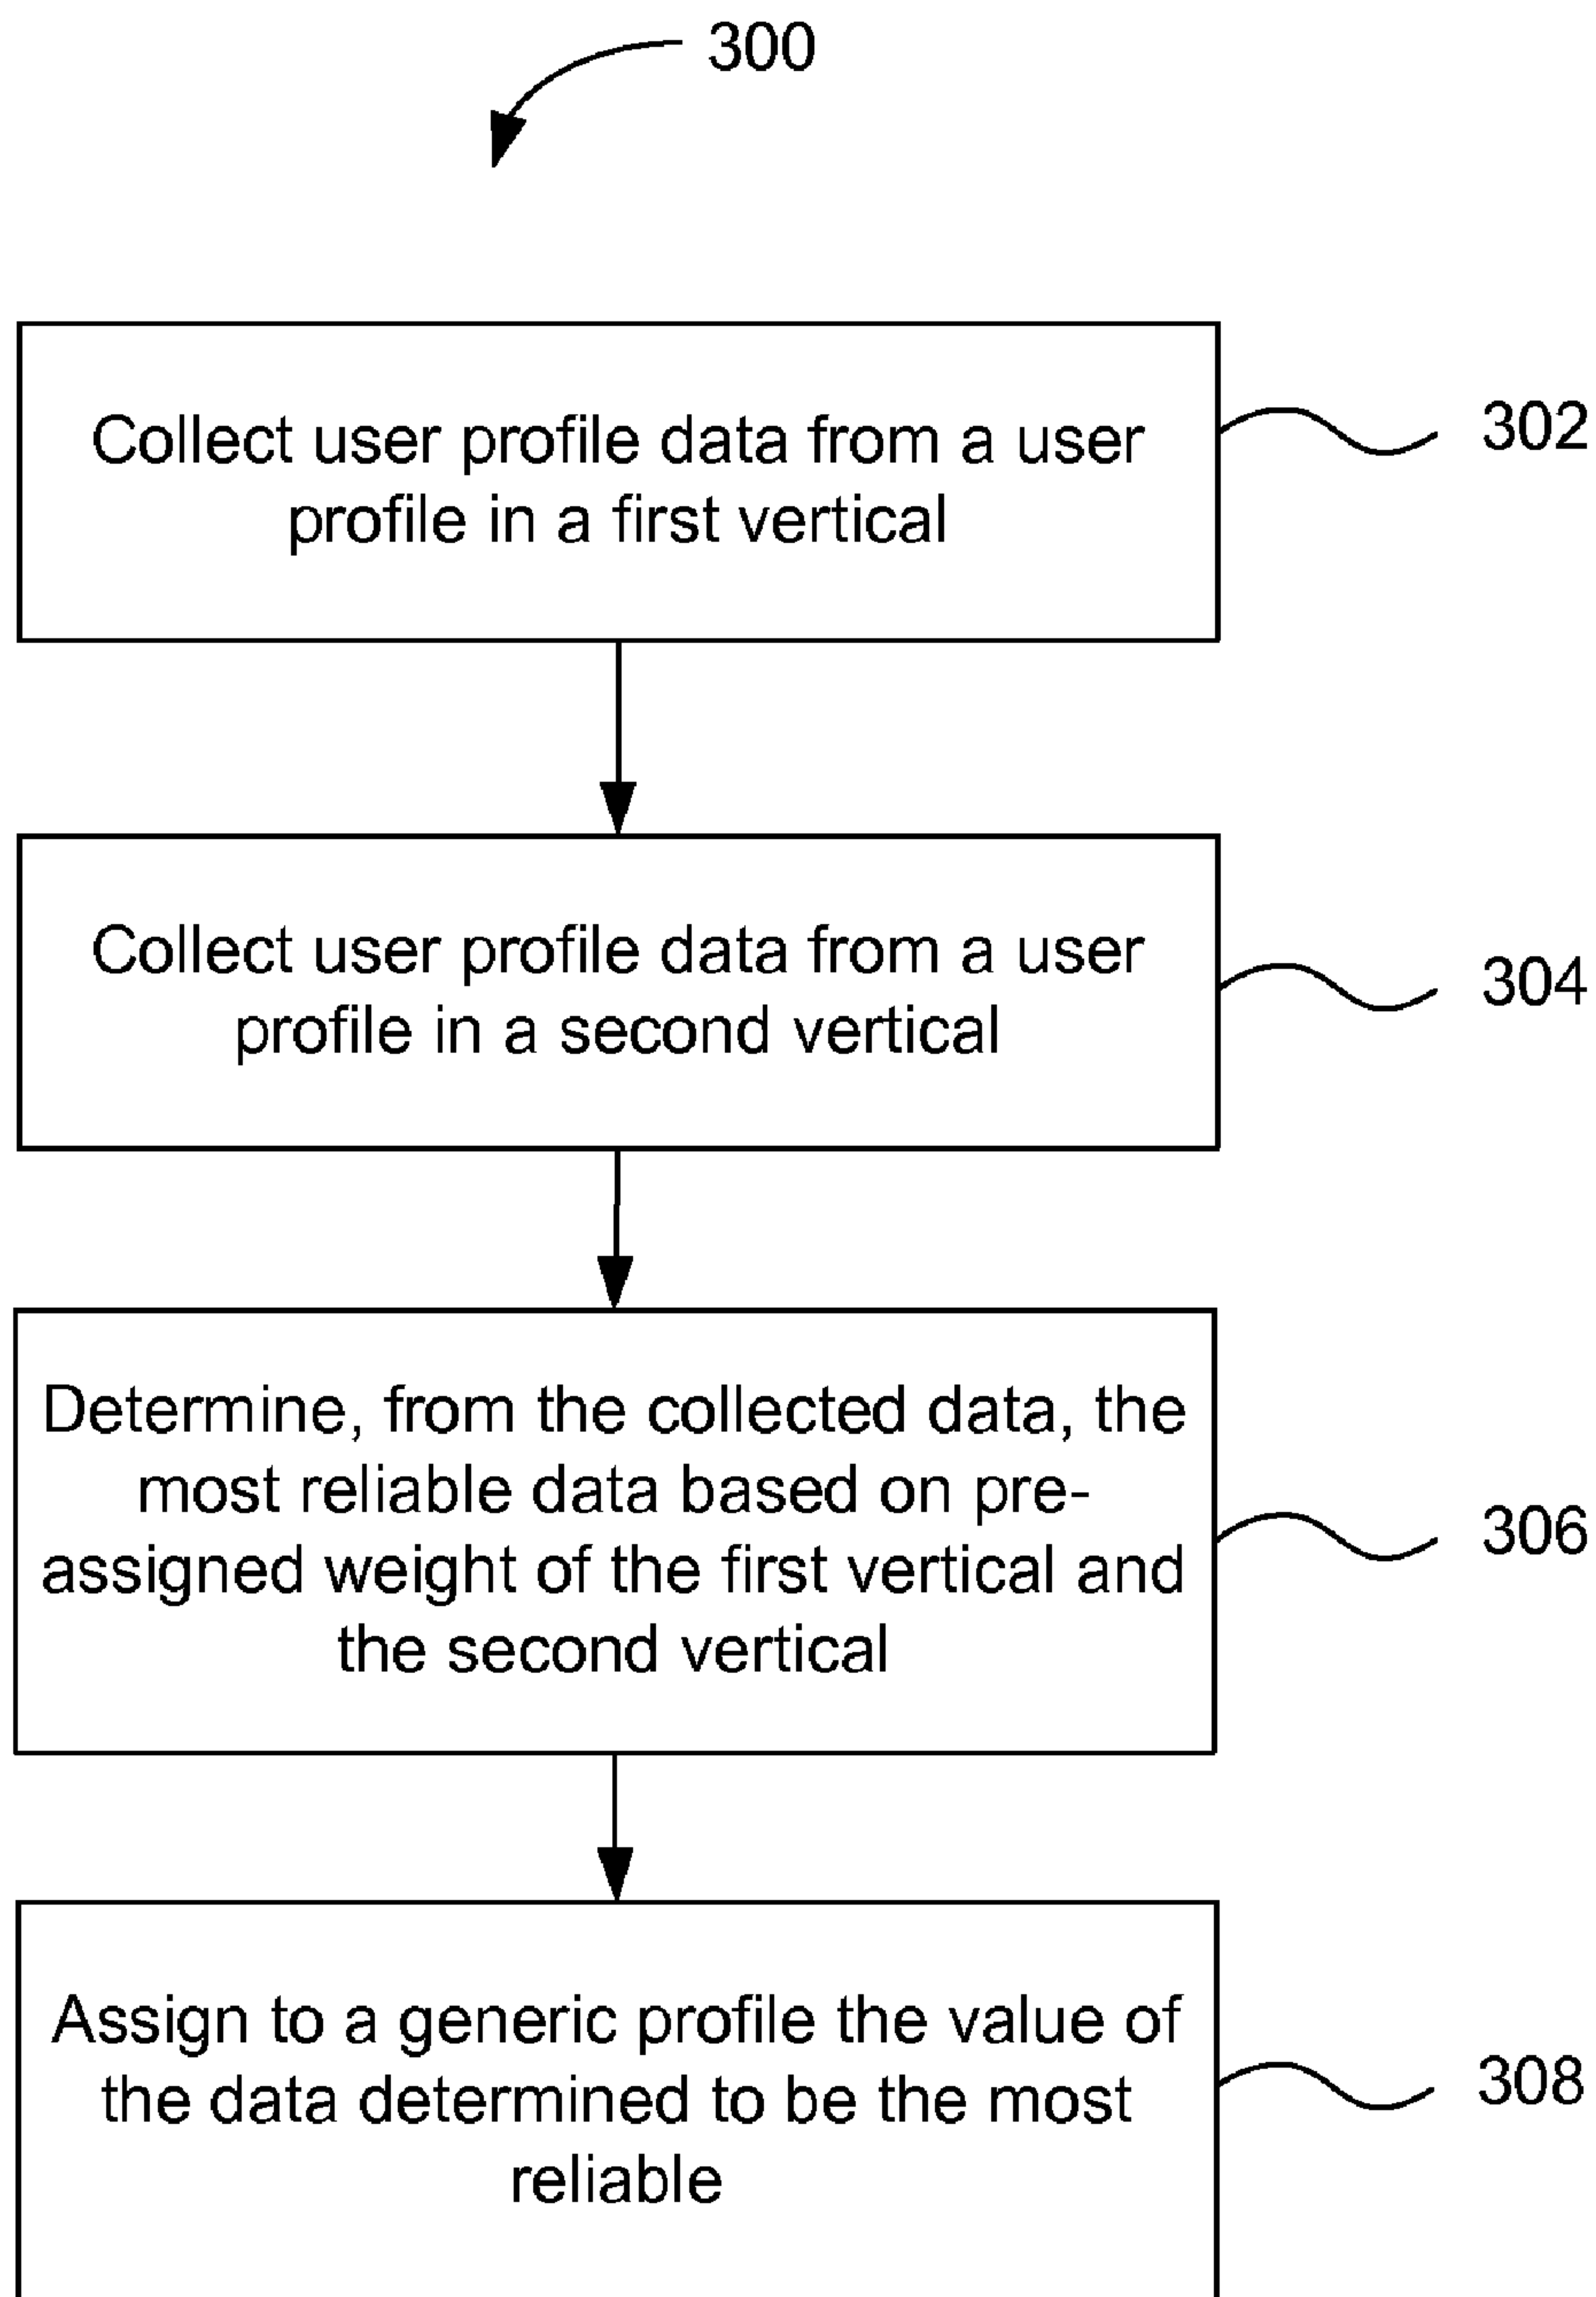 300
Collect user profile data from a user
profile in a first vertical
302
Collect user profile data from a user
profile in a second vertical
304
Determine, from the collected data, the
most reliable data based on pre-
assigned weight of the first vertical and
the second vertical
306
Assign to a generic profile the value of
the data determined to be the most
reliable
308